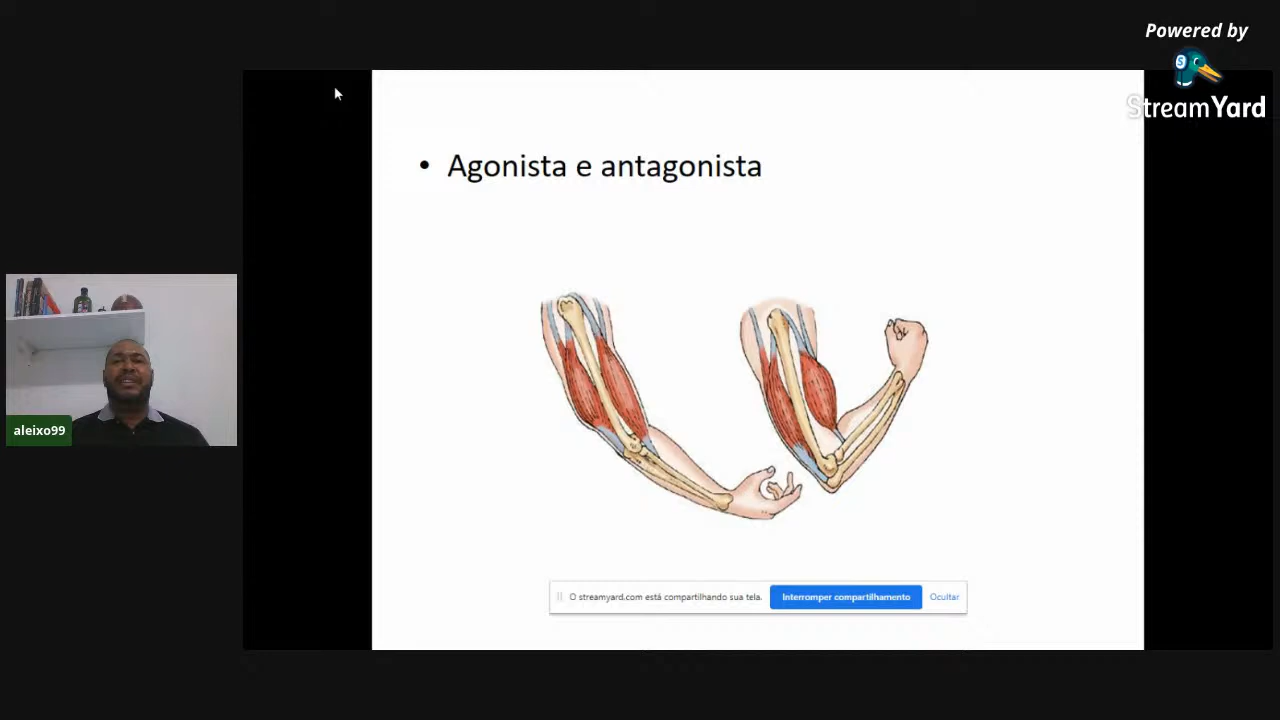 Powered by
StreamYard
• Agonista e antagonista
aleixo99
O streamyard.com está compartilhando sua tela. Interromper compartilhamento Ocultar